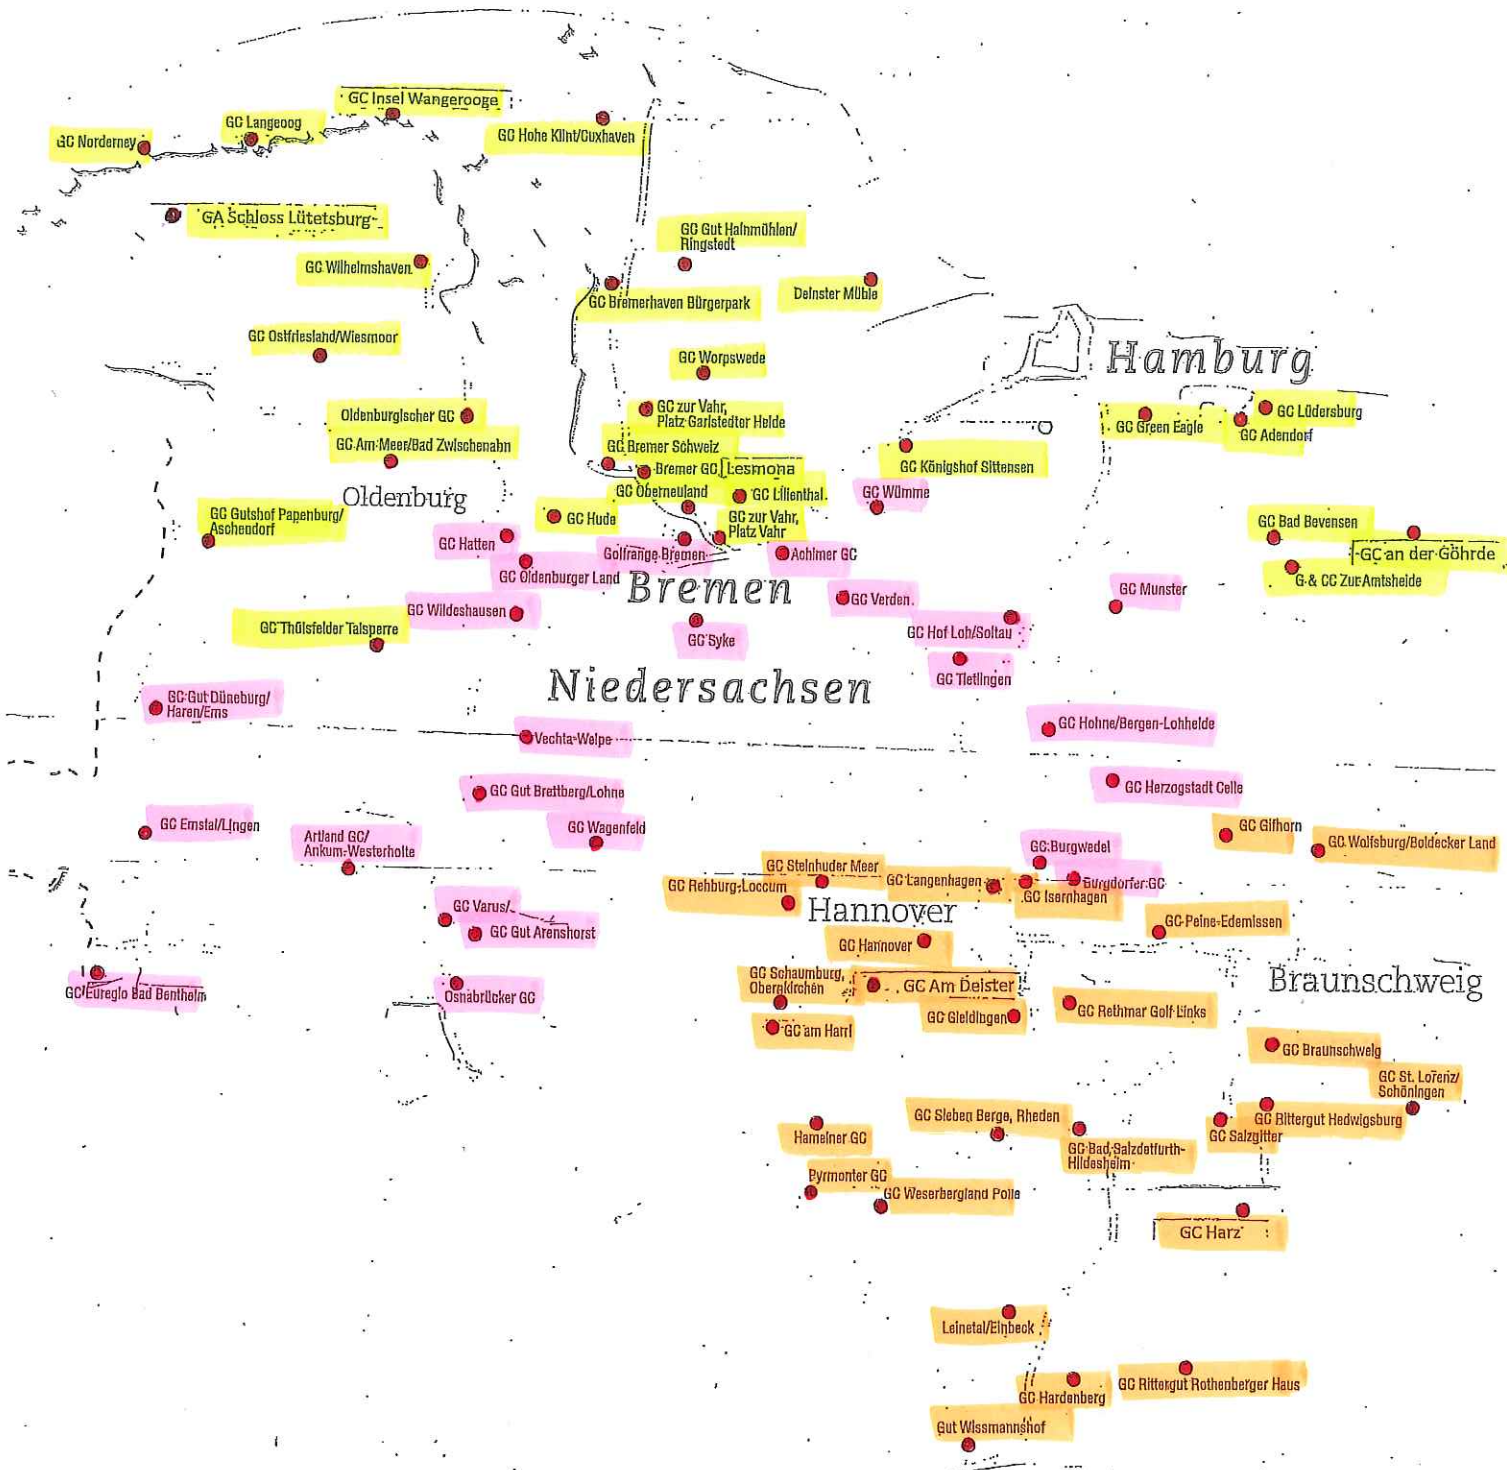 GC Insel Wangerooge
GC Langeoog
GC Norderney
GC Hohe Klint/Cuxhaven
GA Schloss Lütetsburg
GC Gut Hainmühlen/
Ringstedt
GC Wilhelmshaven
GC Bremerhaven Bürgerpark
Deinster Mühle
GC Ostfriesland/Wiesmoor
GC Worpswede
Hamburg
Oldenburgischer GC
GC zur Vahr,
Platz Garlstedter Heide
GC Green Eagle
GC Lüdersburg
GC Adendorf
GC Am Meer/Bad Zwischenahn
GC Bremer Schweiz
Bremer GC Lesmona
GC Königshof Sittensen
Oldenburg
GC Oberneuland
GC Lilienthal
GC Wümme
GC Gutshof Papenburg/
Aschendorf
GC Hude
GC zur Vahr,
Platz Vahr
GC Bad Bevensen
GC an der Göhrde
GC Hatten
Golfrange Bremen
Achimer GC
GC Oldenburger Land
G & CC Zur Amtsheide
Bremen
GC Munster
GC Wildeshausen
GC Verden
GC Thülsfelder Talsperre
GC Syke
GC Hof Loh/Soltau
GC Tietlingen
Niedersachsen
GC Gut Düneburg/
Haren/Ems
GC Hohne/Bergen-Lohheide
Vechta-Welpe
GC Gut Brettberg/Lohne
GC Herzogstadt Celle
GC Emstal/Lingen
Artland GC/
Ankum-Westerholte
GC Wagenfeld
GC Gifhorn
GC Wolfsburg/Boldecker Land
GC Burgwedel
GC Steinhuder Meer
GC Langenhagen
Burgdorfer GC
GC Rehburg-Loccum
GC Isernhagen
GC Varus/
Hannover
GC Peine-Edemissen
GC Gut Arenshorst
GC Hannover
GC Schaumburg,
Obernkirchen
GC Am Deister
Braunschweig
GC Euregio Bad Bentheim
Osnabrücker GC
GC Gleidingen
GC Rethmar Golf Links
GC am Harrl
GC Braunschweig
GC St. Lorenz/
Schöningen
GC Sieben Berge, Rheden
GC Rittergut Hedwigsburg
Hamelner GC
GC Salzgitter
GC Bad Salzdetfurth-
Hildesheim
Pyrmonter GC
GC Weserbergland Polle
GC Harz
Leinetal/Einbeck
GC Rittergut Rothenberger Haus
GC Hardenberg
Gut Wissmannshof